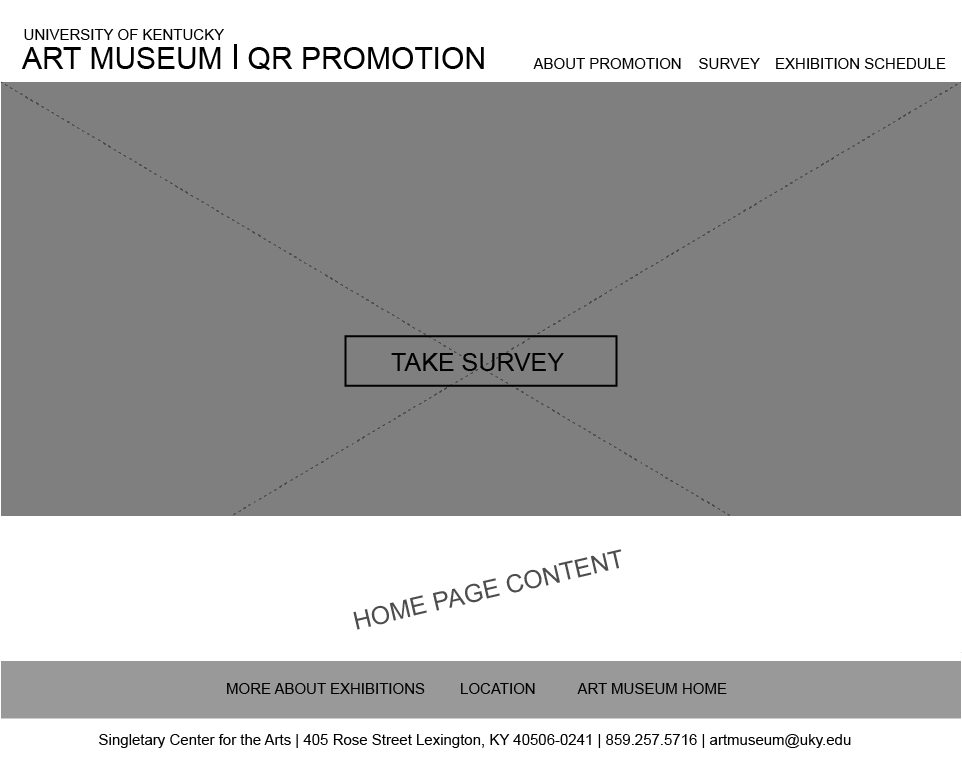 UNIVERSITY OF KENTUCKY
ART MUSEUM | QR PROMOTION
ABOUT PROMOTION SURVEY EXHIBITION SCHEDULE
TAKE SURVEY
HOME PAGE CONTENT
MORE ABOUT EXHIBITIONS LOCATION ART MUSEUM HOME
Singletary Center for the Arts | 405 Rose Street Lexington, KY 40506-0241 | 859.257.5716 | artmuseum@uky.edu